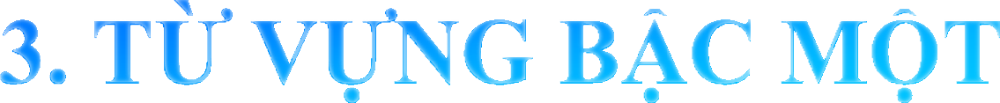 3. TỪ VỰNG BẬC MỘT